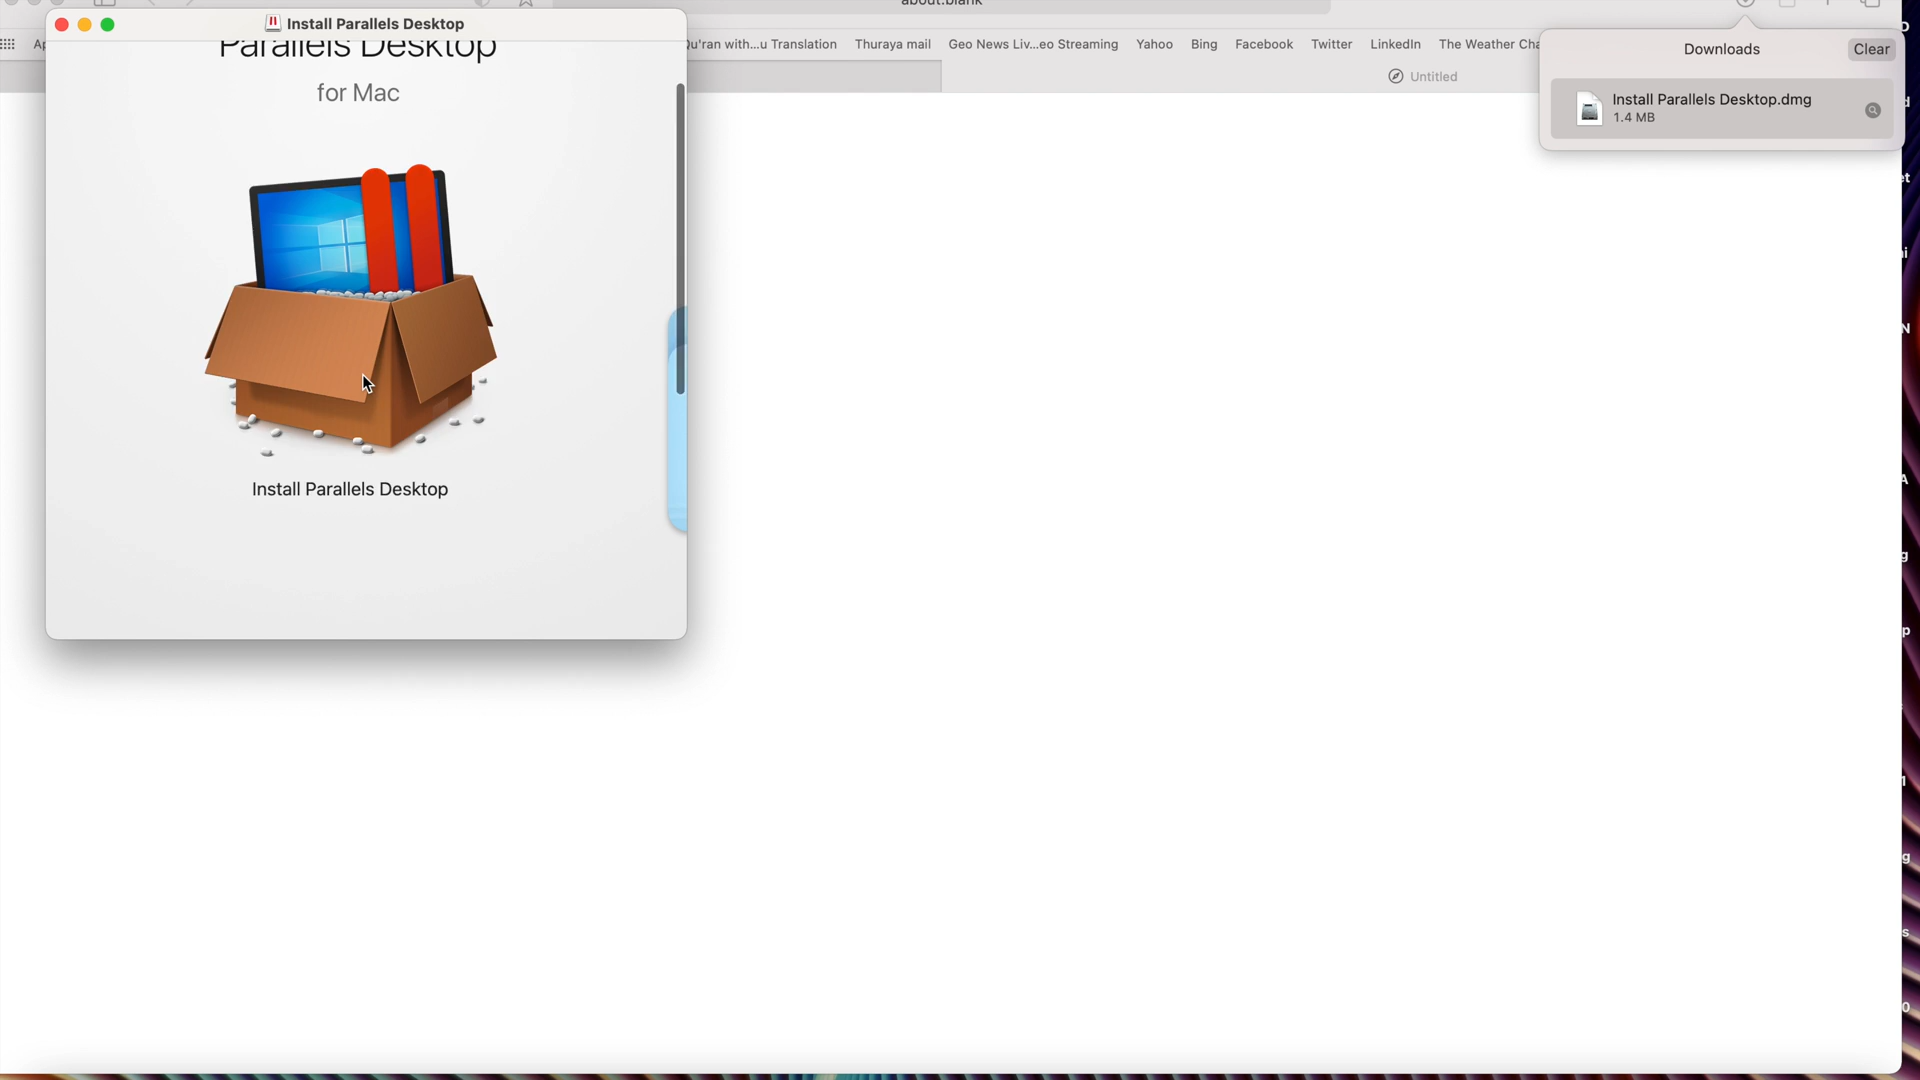 about:blank
Install Parallels Desktop
Parallels Desktop
for Mac
Install Parallels Desktop
Qu'ran with...u Translation Thuraya mail Geo News Liv...eo Streaming Yahoo Bing Facebook Twitter LinkedIn The Weather Cha
Untitled
Downloads Clear
Install Parallels Desktop.dmg
1.4 MB